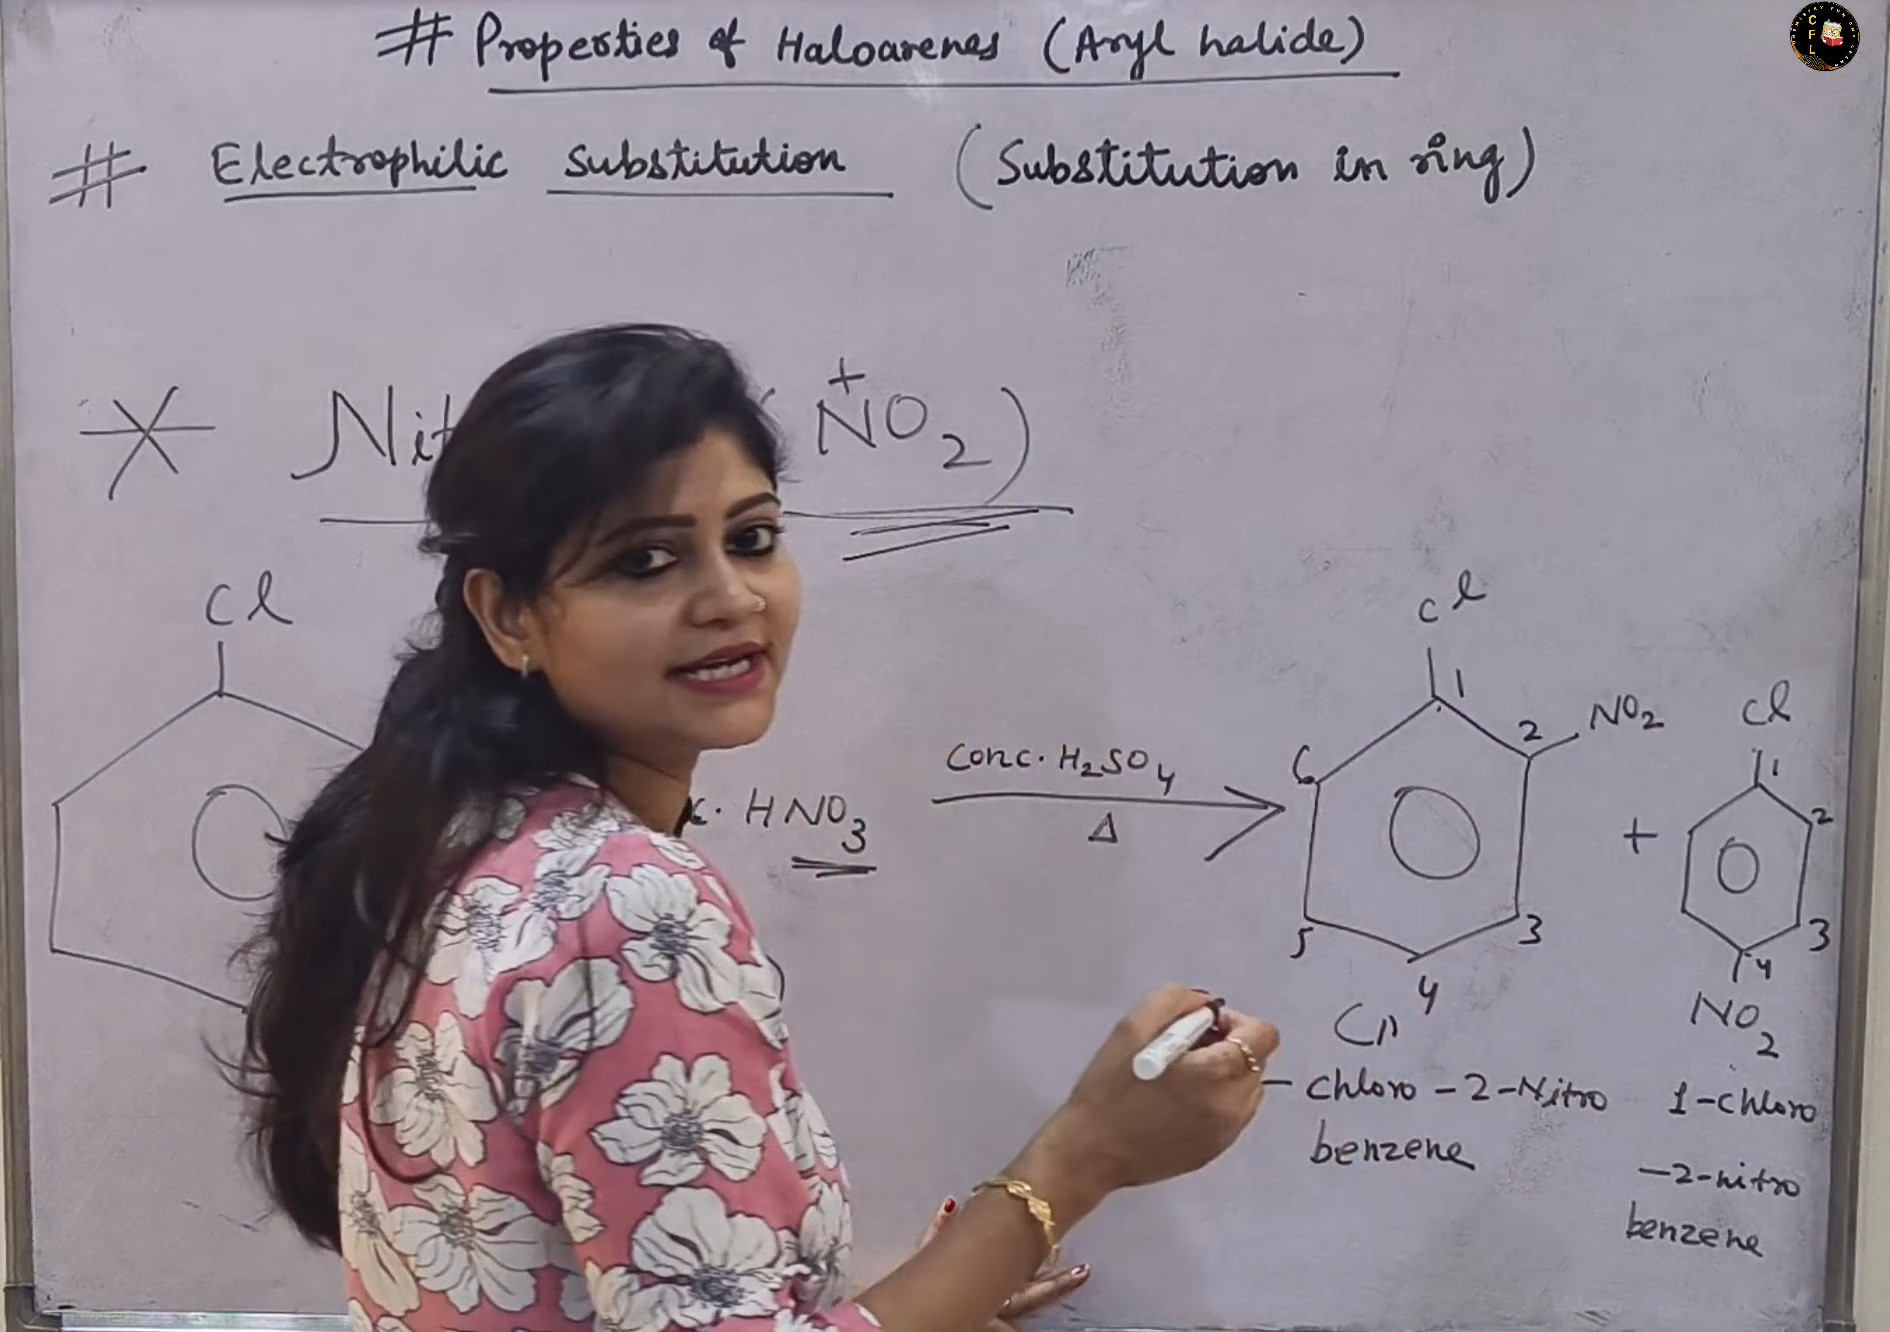 # Properties of Haloarenes (Aryl halide)
# Electrophilic substitution (Substitution in ring)
Nit ( N⁺O₂)
Cl
c. HNO₃
Conc. H₂SO₄
Δ
Cl
1
2 NO₂
6
5
3
4
+
Cl
1
2
3
4
NO₂
- chloro - 2 - Nitro
benzene
1 - chloro
- 2 - nitro
benzene
CFL